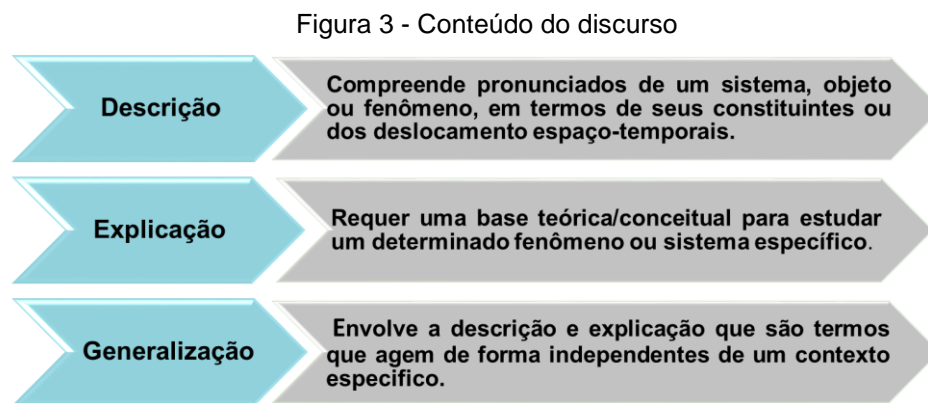 Figura 3 - Conteúdo do discurso
Descrição
Compreende pronunciados de um sistema, objeto
ou fenômeno, em termos de seus constituintes ou
dos deslocamento espaço-temporais.
Explicação
Requer uma base teórica/conceitual para estudar
um determinado fenômeno ou sistema específico.
Generalização
Envolve a descrição e explicação que são termos
que agem de forma independentes de um contexto
especifico.